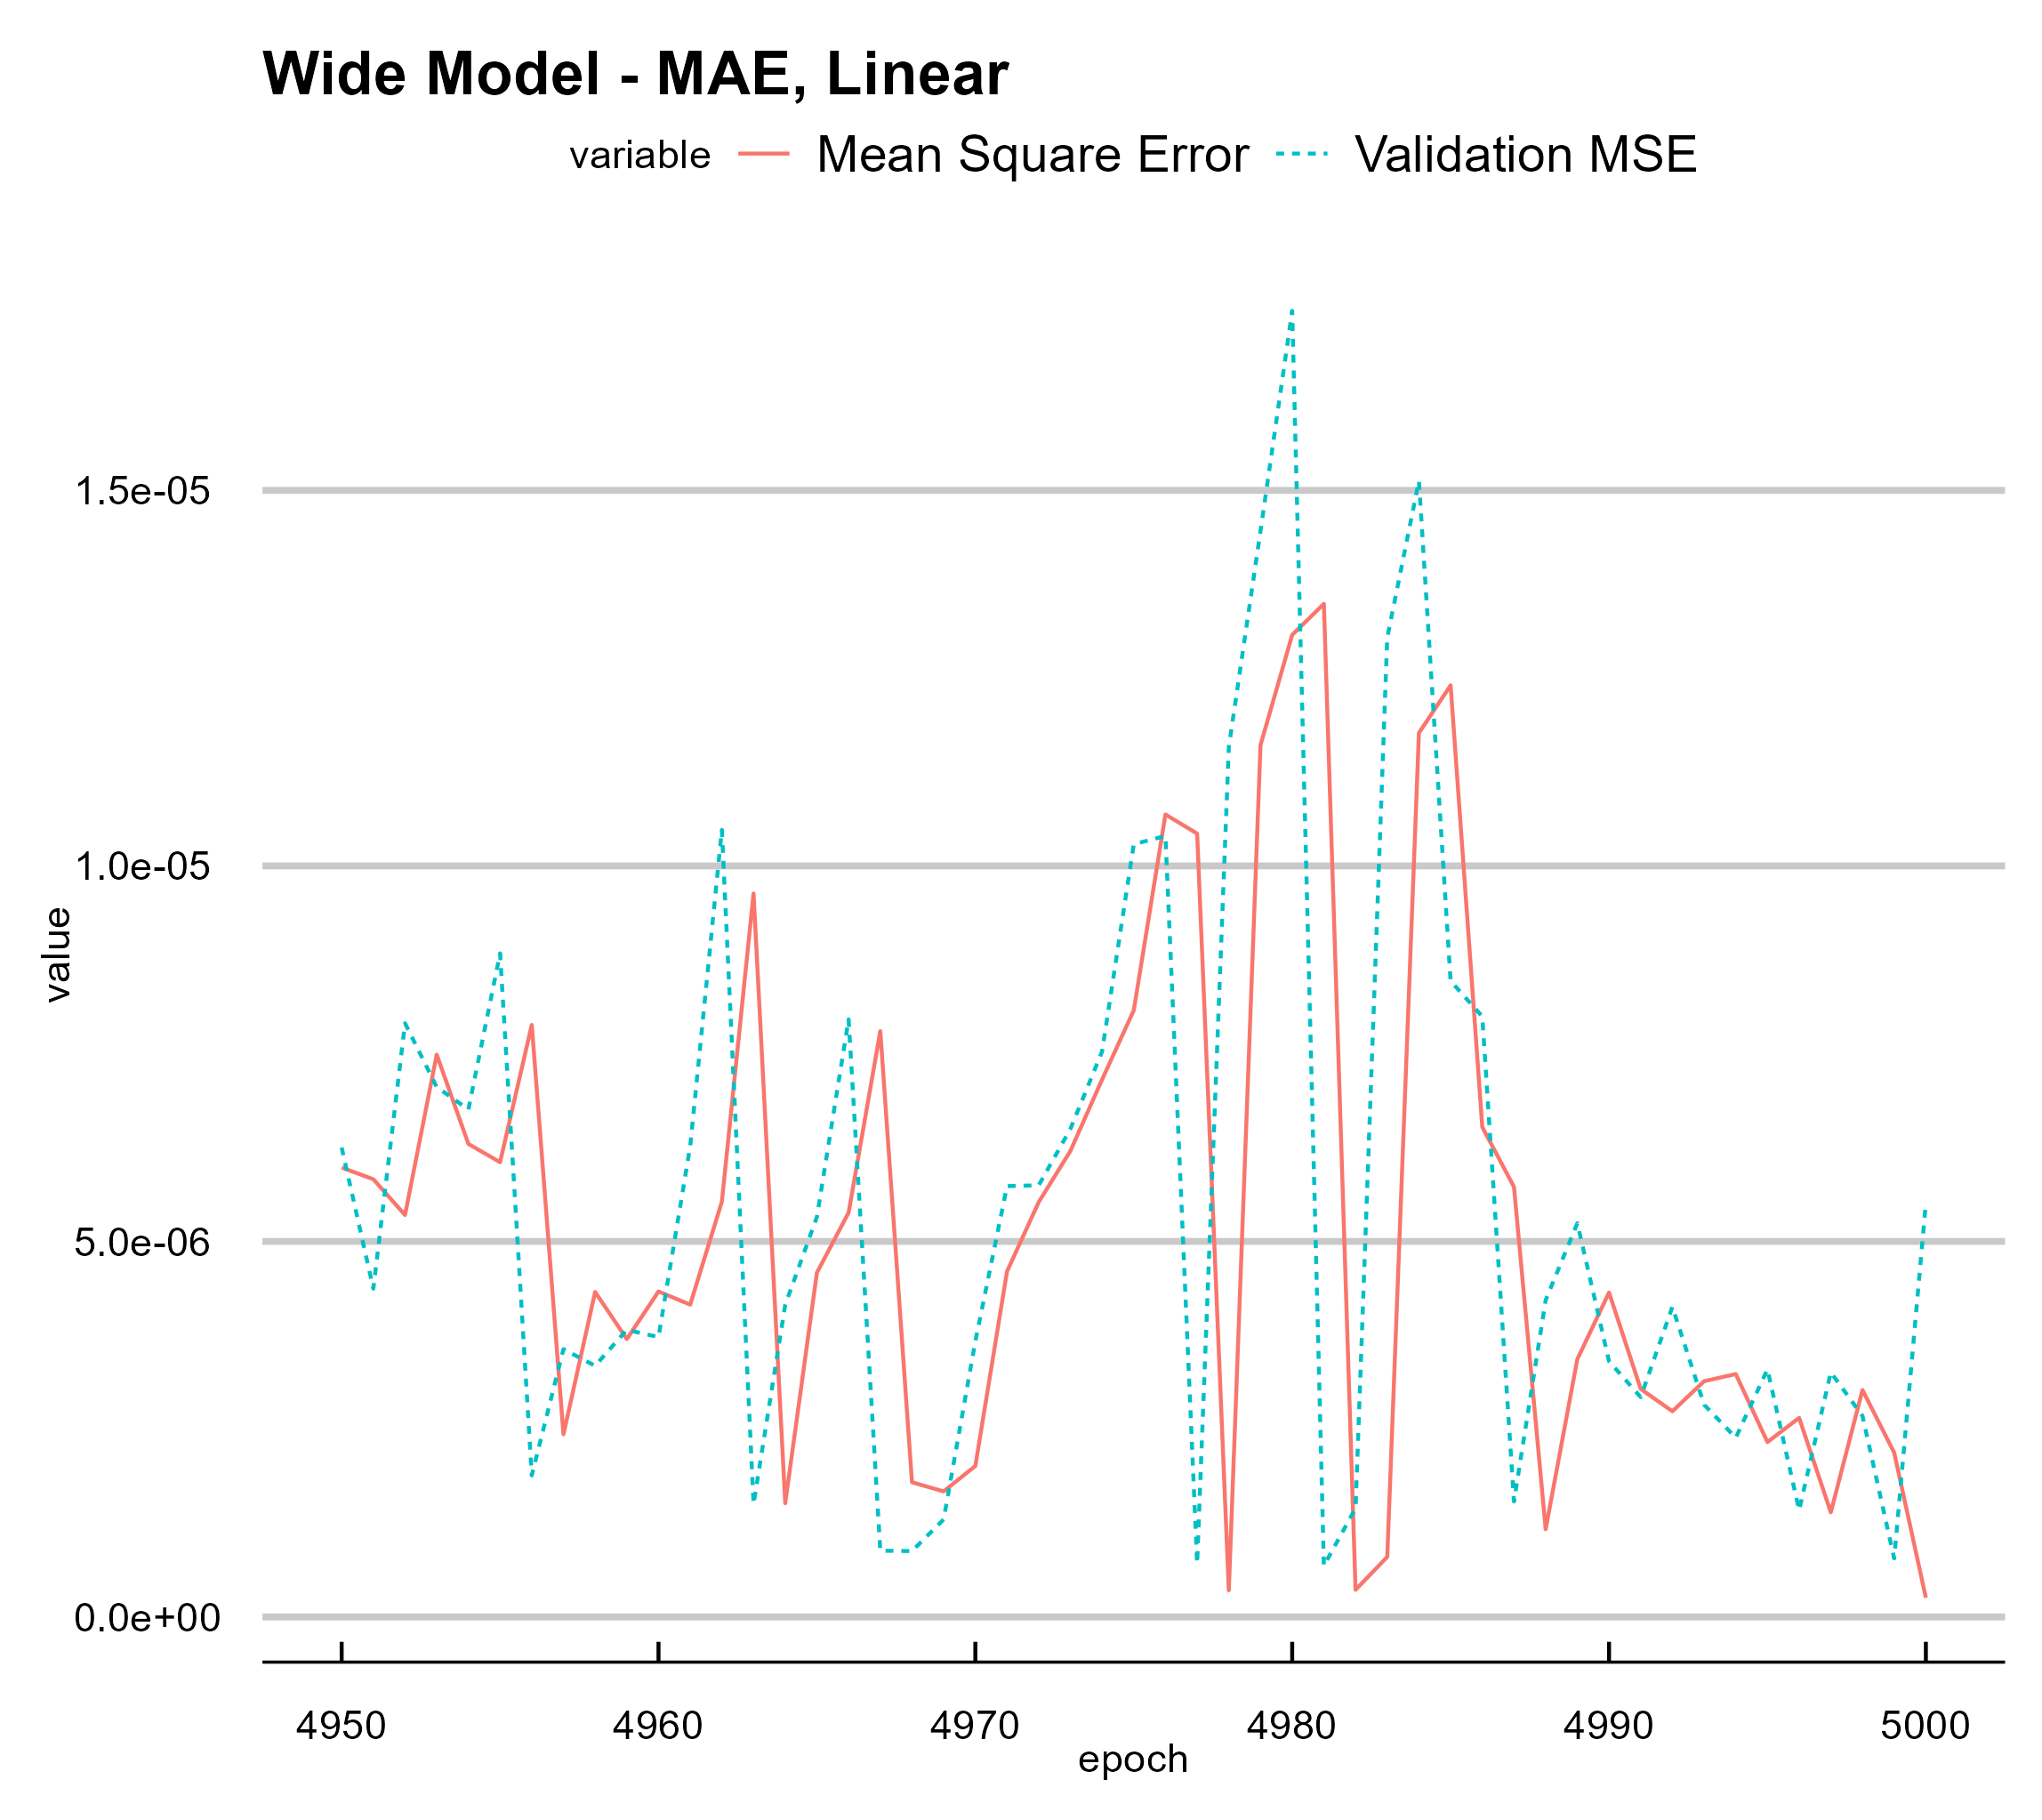 Wide Model - MAE, Linear
variable Mean Square Error Validation MSE
1.5e-05
1.0e-05
value
5.0e-06
0.0e+00
4950 4960 4970 4980 4990 5000
epoch